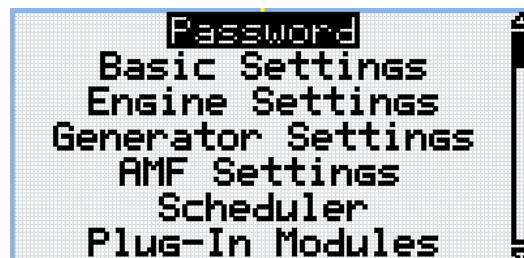 Password
Basic Settings
Engine Settings
Generator Settings
AMF Settings
Scheduler
Plug-In Modules